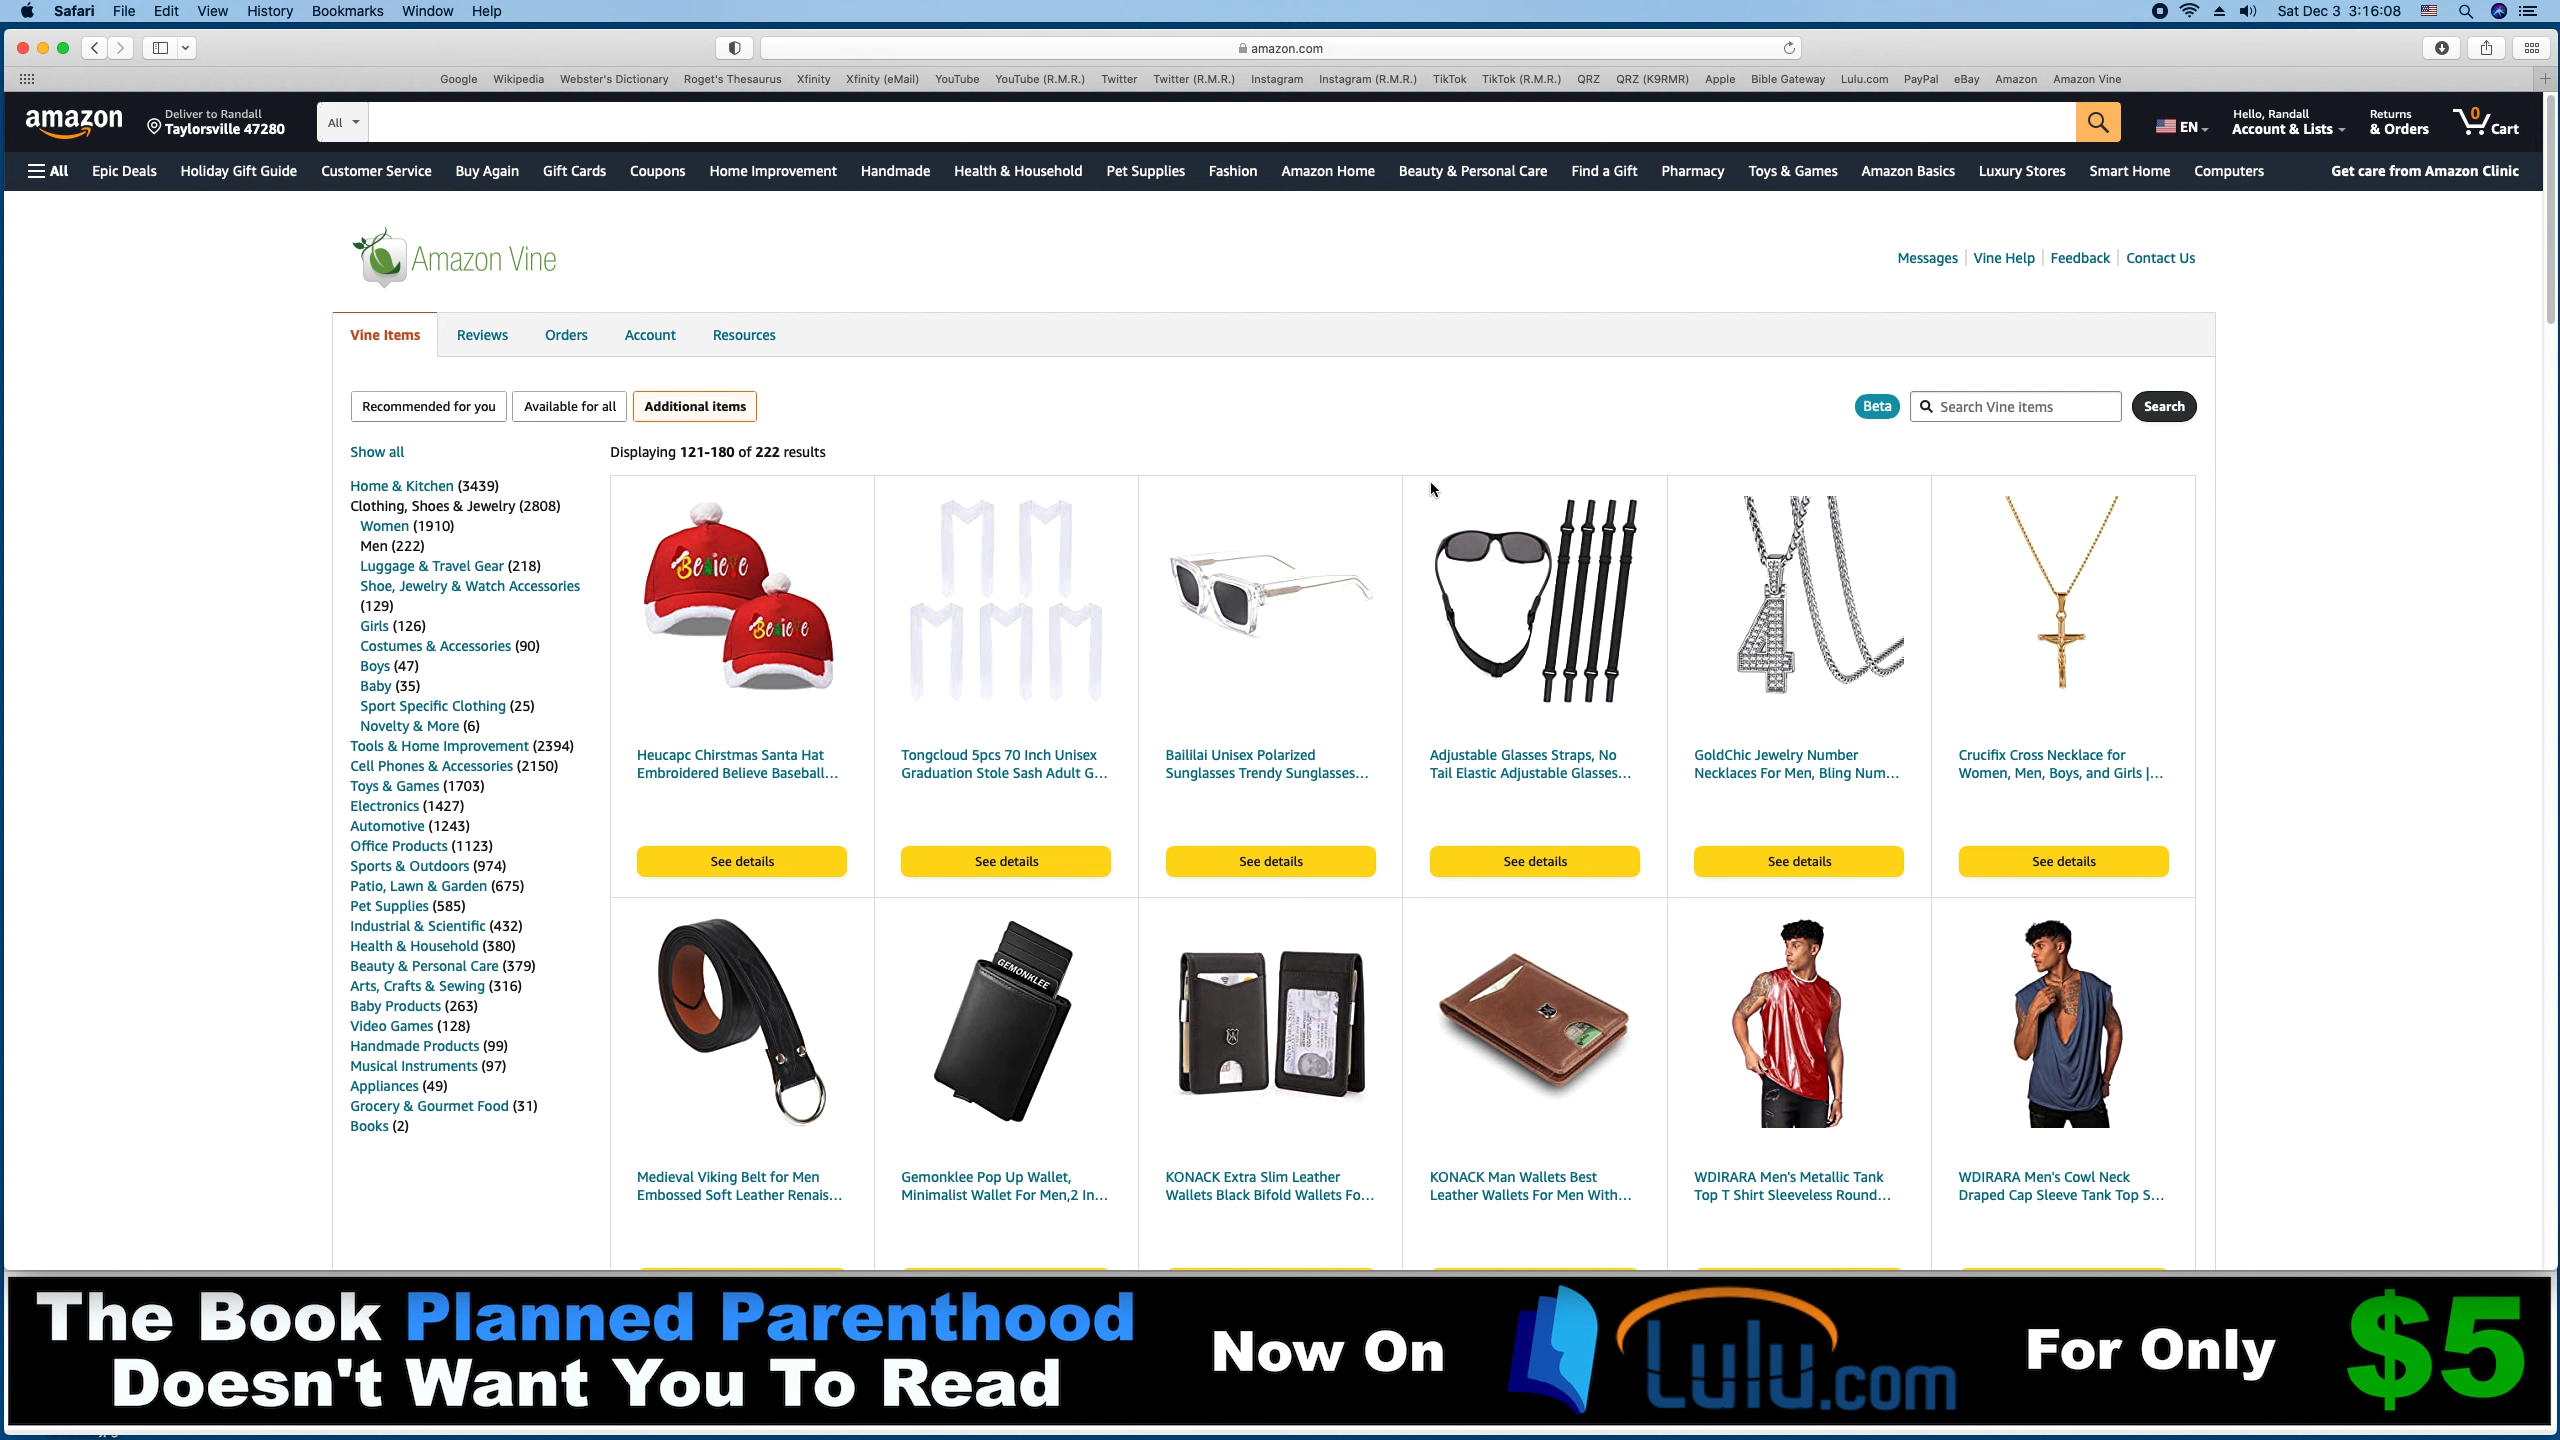 Safari File Edit View History Bookmarks Window Help
Sat Dec 3 3:16:08
amazon.com
Google Wikipedia Webster's Dictionary Roget's Thesaurus Xfinity Xfinity (eMail) YouTube YouTube (R.M.R.) Twitter Twitter (R.M.R.) Instagram Instagram (R.M.R.) TikTok TikTok (R.M.R.) QRZ QRZ (K9RMR) Apple Bible Gateway Lulu.com PayPal eBay Amazon Amazon Vine
amazon
Deliver to Randall
Taylorsville 47280
All
EN
Hello, Randall
Account & Lists
Returns
& Orders
0
Cart
All Epic Deals Holiday Gift Guide Customer Service Buy Again Gift Cards Coupons Home Improvement Handmade Health & Household Pet Supplies Fashion Amazon Home Beauty & Personal Care Find a Gift Pharmacy Toys & Games Amazon Basics Luxury Stores Smart Home Computers Get care from Amazon Clinic
Amazon Vine
Messages Vine Help Feedback Contact Us
Vine Items Reviews Orders Account Resources
Recommended for you Available for all Additional items
Beta Search Vine items Search
Show all
Displaying 121-180 of 222 results
Home & Kitchen (3439)
Clothing, Shoes & Jewelry (2808)
Women (1910)
Men (222)
Luggage & Travel Gear (218)
Shoe, Jewelry & Watch Accessories
(129)
Girls (126)
Costumes & Accessories (90)
Boys (47)
Baby (35)
Sport Specific Clothing (25)
Novelty & More (6)
Tools & Home Improvement (2394)
Cell Phones & Accessories (2150)
Toys & Games (1703)
Electronics (1427)
Automotive (1243)
Office Products (1123)
Sports & Outdoors (974)
Patio, Lawn & Garden (675)
Pet Supplies (585)
Industrial & Scientific (432)
Health & Household (380)
Beauty & Personal Care (379)
Arts, Crafts & Sewing (316)
Baby Products (263)
Video Games (128)
Handmade Products (99)
Musical Instruments (97)
Appliances (49)
Grocery & Gourmet Food (31)
Books (2)
Believe
Believe
Heucapc Chirstmas Santa Hat
Embroidered Believe Baseball...
See details
Tongcloud 5pcs 70 Inch Unisex
Graduation Stole Sash Adult G...
See details
Baililai Unisex Polarized
Sunglasses Trendy Sunglasses...
See details
Adjustable Glasses Straps, No
Tail Elastic Adjustable Glasses...
See details
4
GoldChic Jewelry Number
Necklaces For Men, Bling Num...
See details
Crucifix Cross Necklace for
Women, Men, Boys, and Girls |...
See details
Medieval Viking Belt for Men
Embossed Soft Leather Renais...
GEMONKLEE
Gemonklee Pop Up Wallet,
Minimalist Wallet For Men,2 In...
KONACK Extra Slim Leather
Wallets Black Bifold Wallets Fo...
KONACK Man Wallets Best
Leather Wallets For Men With...
WDIRARA Men's Metallic Tank
Top T Shirt Sleeveless Round...
WDIRARA Men's Cowl Neck
Draped Cap Sleeve Tank Top S...
The Book Planned Parenthood
Doesn't Want You To Read
Now On
Lulu.com
For Only
$5